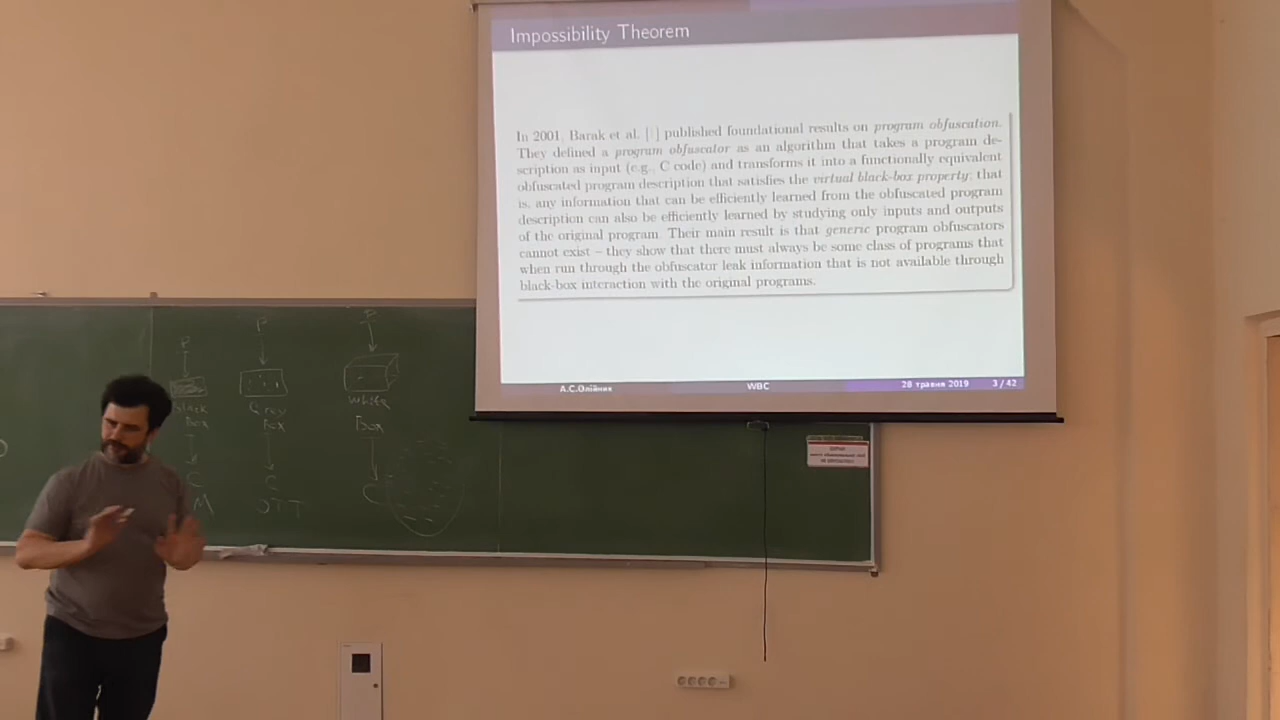 Impossibility Theorem
In 2001, Barak et al. [1] published foundational results on program obfuscation.
They defined a program obfuscator as an algorithm that takes a program de-
scription as input (e.g., C code) and transforms it into a functionally equivalent
obfuscated program description that satisfies the virtual black-box property; that
is, any information that can be efficiently learned from the obfuscated program
description can also be efficiently learned by studying only inputs and outputs
of the original program. Their main result is that generic program obfuscators
cannot exist – they show that there must always be some class of programs that
when run through the obfuscator leak information that is not available through
black-box interaction with the original programs.
А.С.Олійник WBC 28 травня 2019 3 / 42
P P P
Black Gray White
Box Box Box
C C C
M OTT